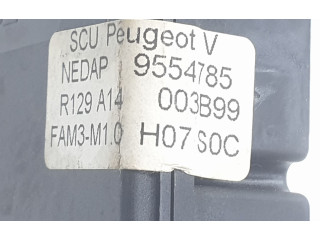 SCU Peugeot V
NEDAP 9554785
R129 A14 003B99
FAM3-M1.0 H07 S0C